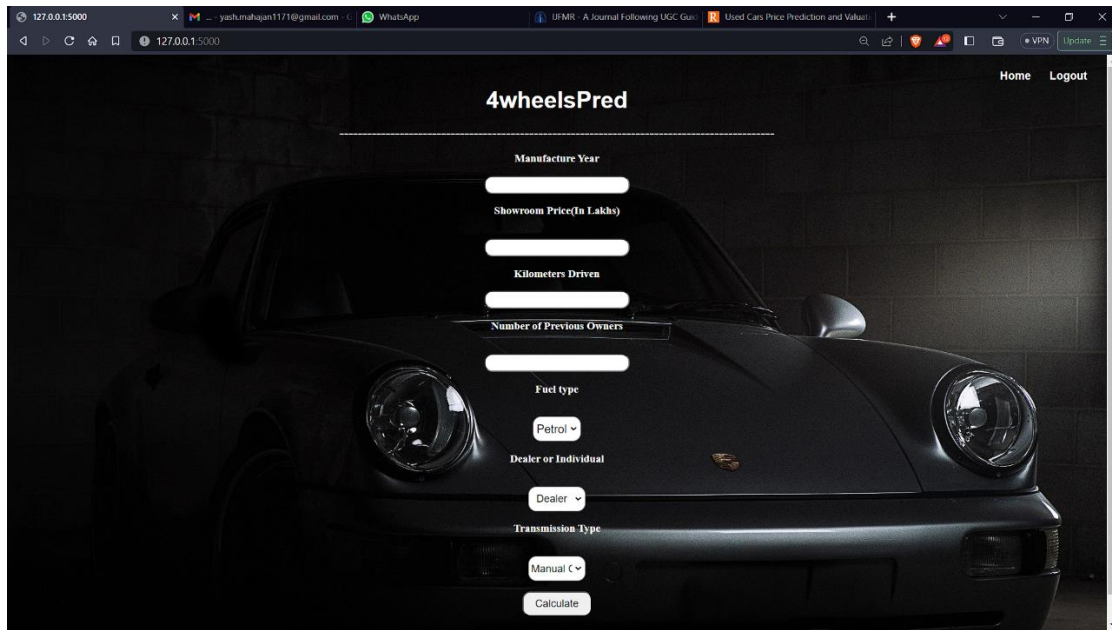 127.0.0.1:5000
... - yash.mahajan1171@gmail.com - G
WhatsApp
UFMR - A Journal Following UGC Guid
Used Cars Price Prediction and Valuat
127.0.0.1:5000
VPN
Update
Home Logout
4wheelsPred
Manufacture Year
Showroom Price(In Lakhs)
Kilometers Driven
Number of Previous Owners
Fuel type
Petrol
Dealer or Individual
Dealer
Transmission Type
Manual C
Calculate